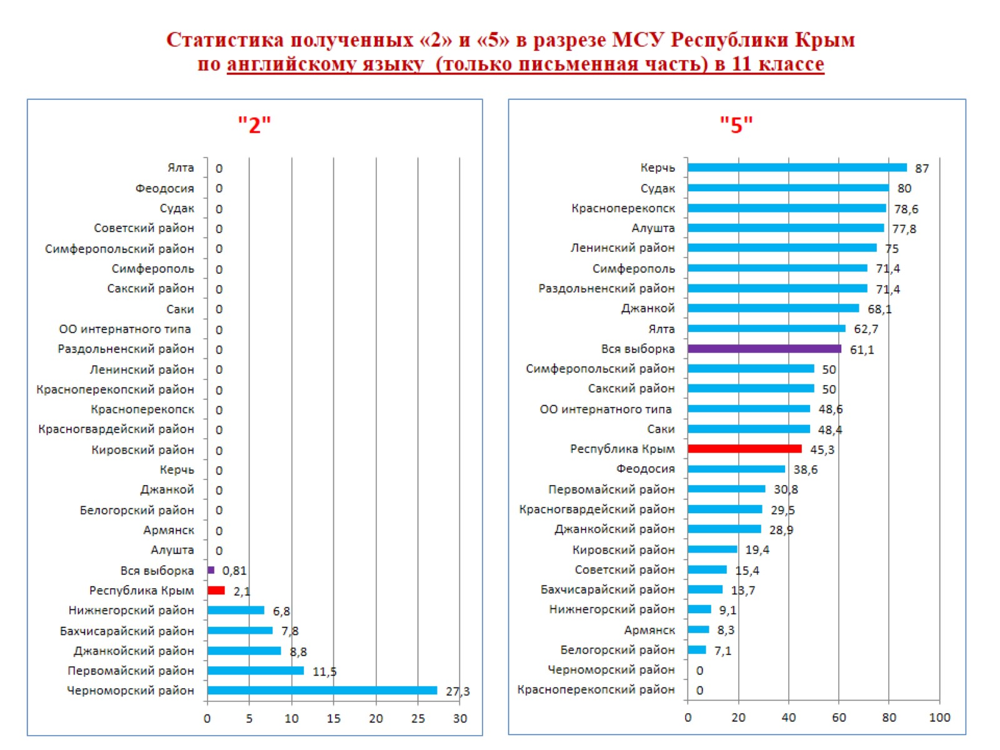 Статистика полученных «2» и «5» в разрезе МСУ Республики Крым
по английскому языку (только письменная часть) в 11 классе
"2"
Ялта 0
Феодосия 0
Судак 0
Советский район 0
Симферопольский район 0
Симферополь 0
Сакский район 0
Саки 0
ОО интернатного типа 0
Раздольненский район 0
Ленинский район 0
Красноперекопский район 0
Красноперекопск 0
Красногвардейский район 0
Кировский район 0
Керчь 0
Джанкой 0
Белогорский район 0
Армянск 0
Алушта 0
Вся выборка 0,81
Республика Крым 2,1
Нижнегорский район 6,8
Бахчисарайский район 7,8
Джанкойский район 8,8
Первомайский район 11,5
Черноморский район 27,3
0 5 10 15 20 25 30
"5"
Керчь 87
Судак 80
Красноперекопск 78,6
Алушта 77,8
Ленинский район 75
Симферополь 71,4
Раздольненский район 71,4
Джанкой 68,1
Ялта 62,7
Вся выборка 61,1
Симферопольский район 50
Сакский район 50
ОО интернатного типа 48,6
Саки 48,4
Республика Крым 45,3
Феодосия 38,6
Первомайский район 30,8
Красногвардейский район 29,5
Джанкойский район 28,9
Кировский район 19,4
Советский район 15,4
Бахчисарайский район 13,7
Нижнегорский район 9,1
Армянск 8,3
Белогорский район 7,1
Черноморский район 0
Красноперекопский район 0
0 20 40 60 80 100